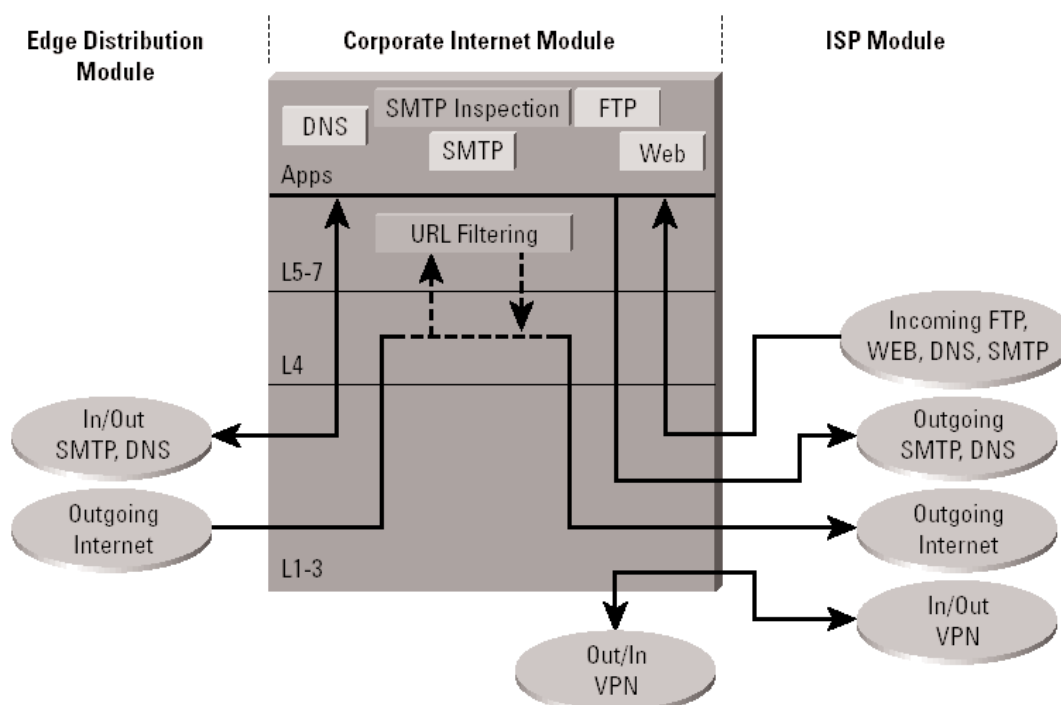 Edge Distribution
Module
Corporate Internet Module
ISP Module
DNS
SMTP Inspection
FTP
SMTP
Web
Apps
URL Filtering
L5-7
L4
L1-3
In/Out
SMTP, DNS
Outgoing
Internet
Incoming FTP,
WEB, DNS, SMTP
Outgoing
SMTP, DNS
Outgoing
Internet
In/Out
VPN
Out/In
VPN